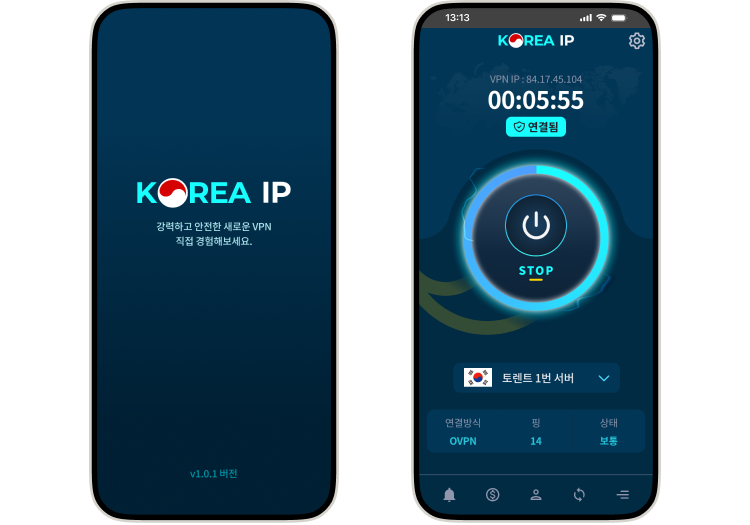 KOREA IP
강력하고 안전한 새로운 VPN
직접 경험해보세요.
v1.0.1 버전
13:13
KOREA IP
VPN IP : 84.17.45.104
00:05:55
연결됨
STOP
토렌트 1번 서버
연결방식 핑 상태
OVPN 14 보통